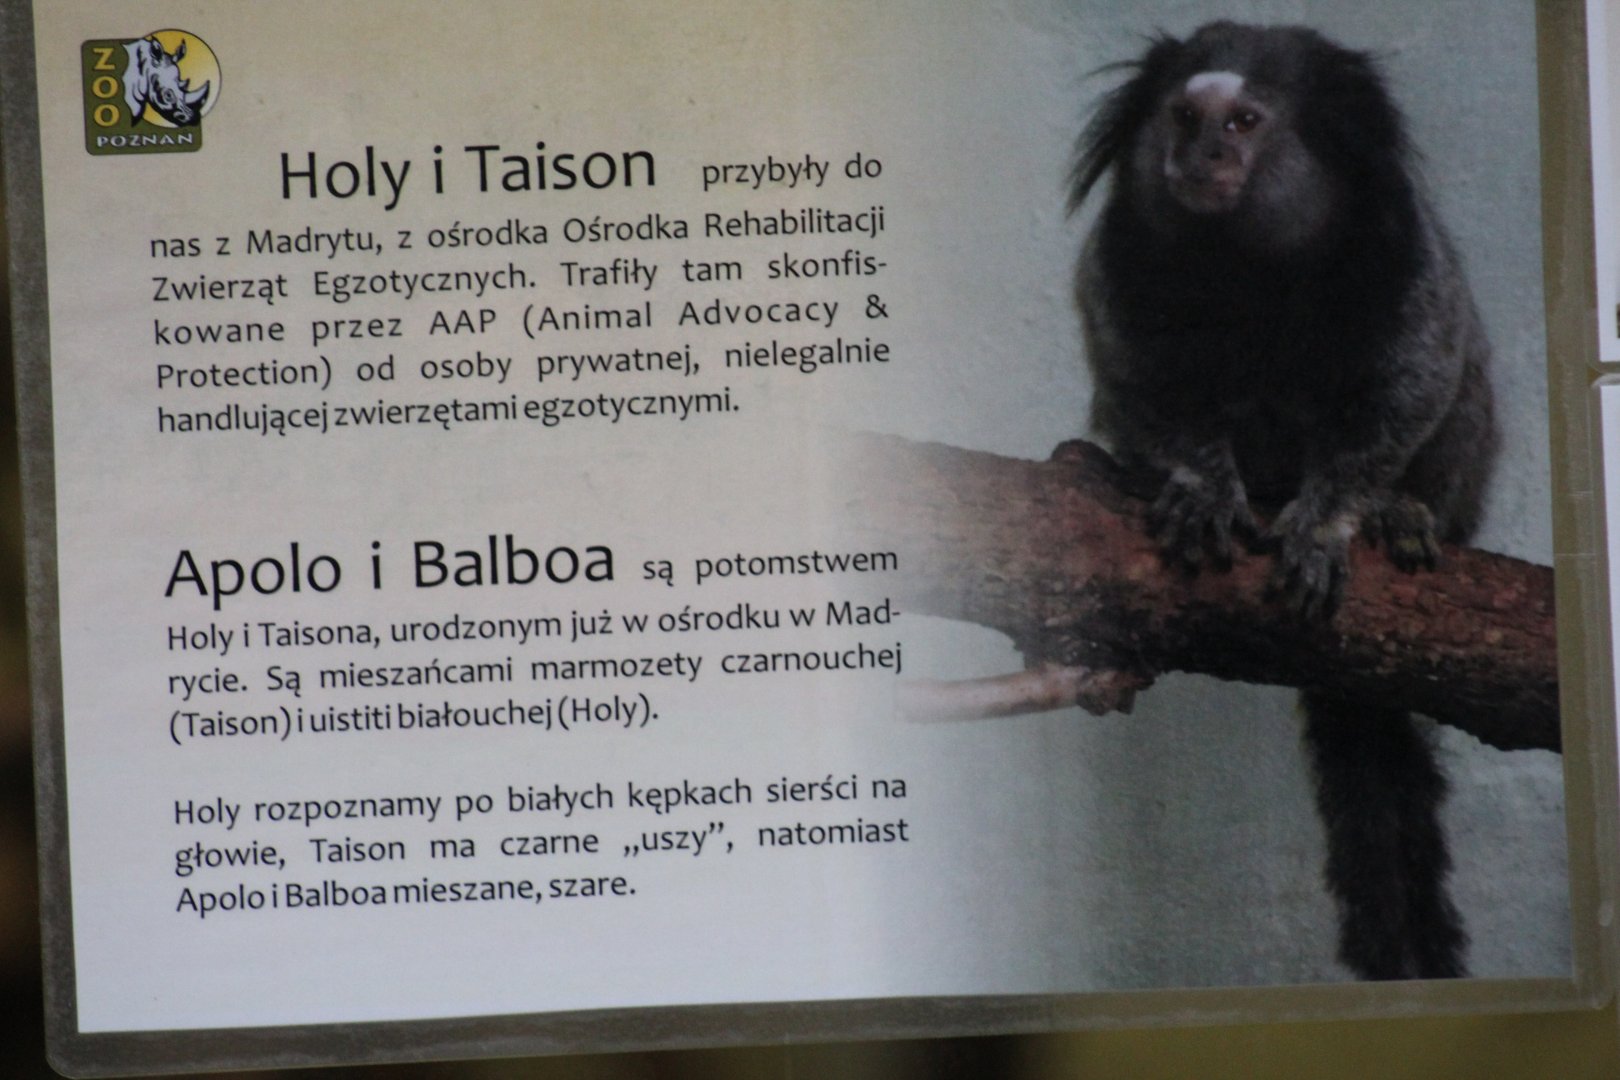 ZOO
POZNAN
Holy i Taison przybyły do
nas z Madrytu, z ośrodka Ośrodka Rehabilitacji
Zwierząt Egzotycznych. Trafiły tam skonfis-
kowane przez AAP (Animal Advocacy &
Protection) od osoby prywatnej, nielegalnie
handlującej zwierzętami egzotycznymi.
Apolo i Balboa są potomstwem
Holy i Taisona, urodzonym już w ośrodku w Mad-
rycie. Są mieszańcami marmozety czarnouchej
(Taison) i uistiti białouchej (Holy).
Holy rozpoznamy po białych kępkach sierści na
głowie, Taison ma czarne „uszy”, natomiast
Apolo i Balboa mieszane, szare.